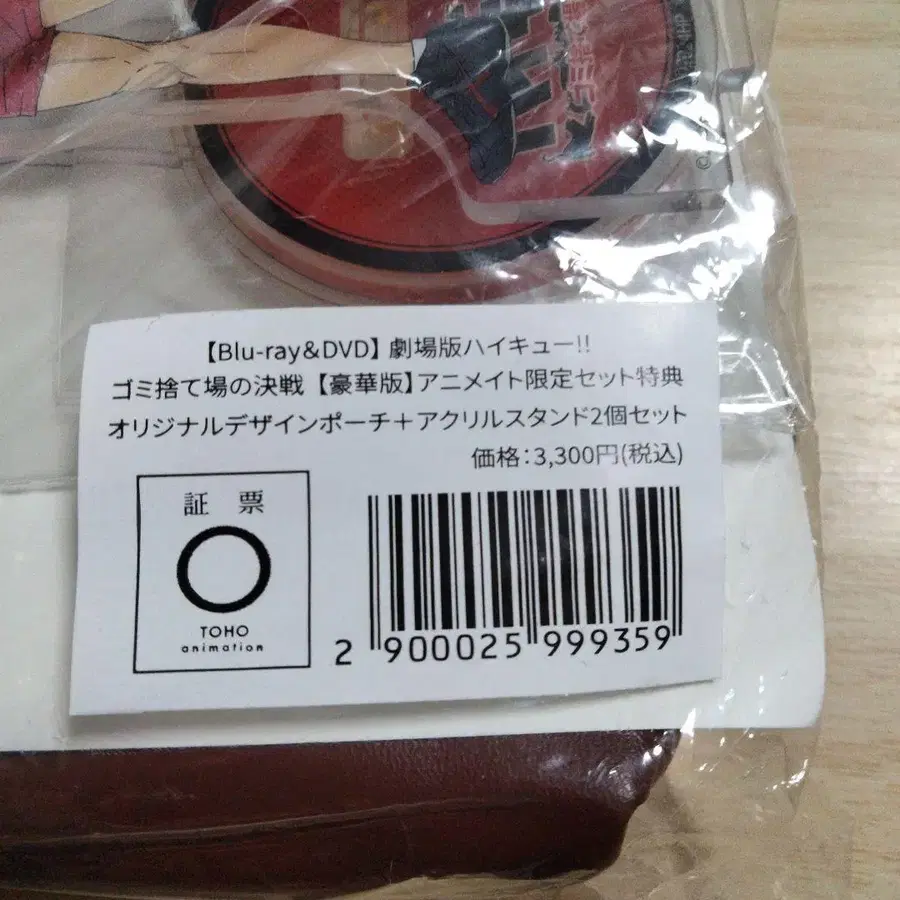 【Blu-ray&DVD】劇場版ハイキュー!!
ゴミ捨て場の決戦【豪華版】アニメイト限定セット特典
オリジナルデザインポーチ+アクリルスタンド2個セット
価格:3,300円(税込)
証 票
TOHO
animation
2 900025 999359